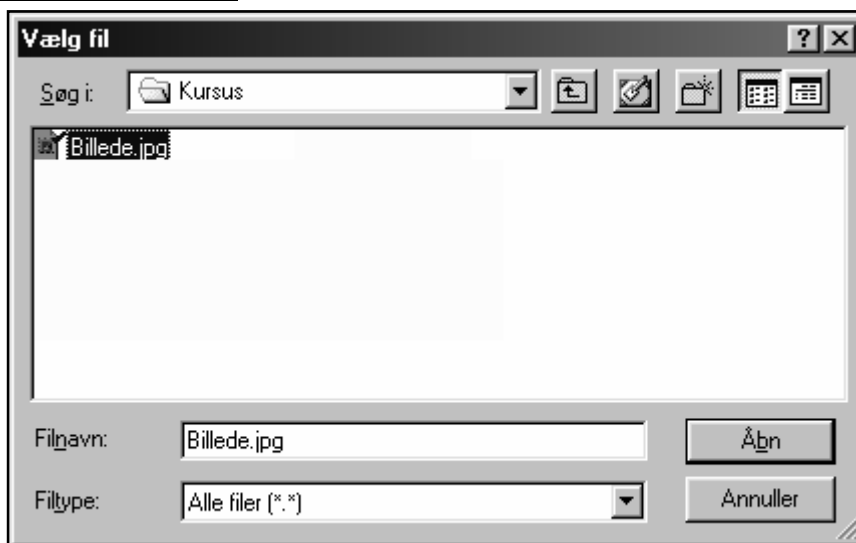 Vælg fil
Søg i: Kursus
Billede.jpg
Filnavn: Billede.jpg Åbn
Filtype: Alle filer (*.*) Annuller